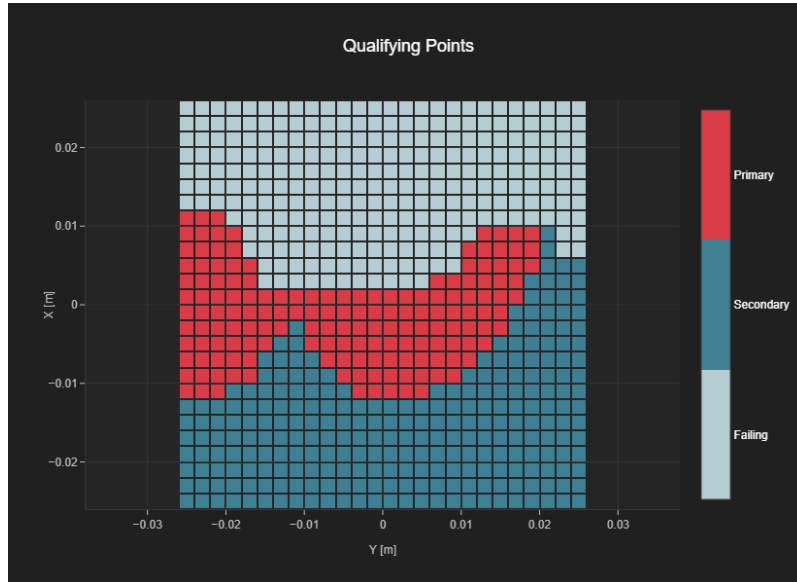 Qualifying Points
X [m]
0.02
0.01
0
−0.01
−0.02
−0.03
−0.02
−0.01
0
0.01
0.02
0.03
Y [m]
Primary
Secondary
Failing